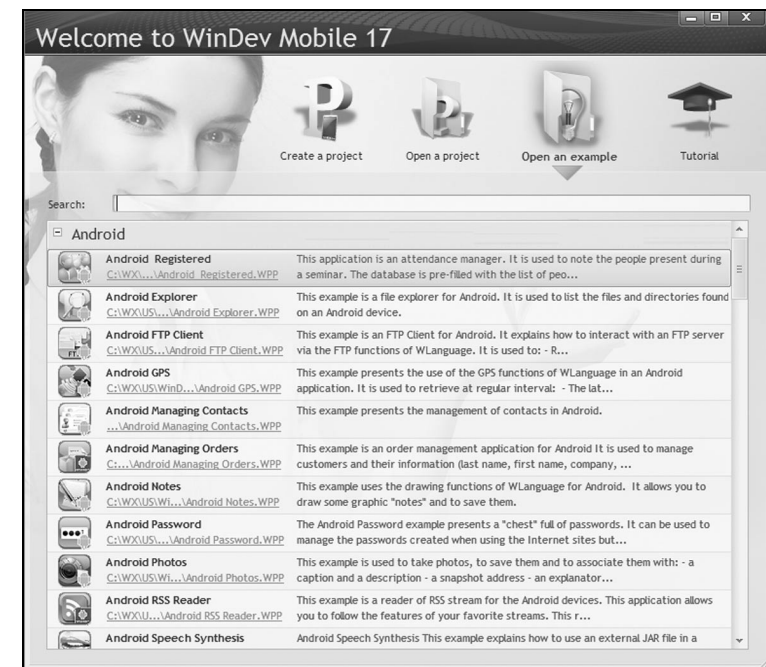 Welcome to WinDev Mobile 17
Create a project
Open a project
Open an example
Tutorial
Search:
Android
Android Registered
This application is an attendance manager. It is used to note the people present during
C:\WX\...\Android Registered.WPP
a seminar. The database is pre-filled with the list of peo...
Android Explorer
This example is a file explorer for Android. It is used to list the files and directories found
C:\WX\US\...\Android Explorer.WPP
on an Android device.
Android FTP Client
This example is an FTP Client for Android. It explains how to interact with an FTP server
C:\WX\US...\Android FTP Client.WPP
via the FTP functions of WLanguage. It is used to: - R...
Android GPS
This example presents the use of the GPS functions of WLanguage in an Android
C:\WX\US\WinD...\Android GPS.WPP
application. It is used to retrieve at regular interval: - The lat...
Android Managing Contacts
This example presents the management of contacts in Android.
...\Android Managing Contacts.WPP
Android Managing Orders
This example is an order management application for Android It is used to manage
C:...\Android Managing Orders.WPP
customers and their information (last name, first name, company, ...
Android Notes
This example uses the drawing functions of WLanguage for Android. It allows you to
C:\WX\US\Wi...\Android Notes.WPP
draw some graphic "notes" and to save them.
Android Password
The Android Password example presents a "chest" full of passwords. It can be used to
C:\WX\US\...\Android Password.WPP
manage the passwords created when using the Internet sites but...
Android Photos
This example is used to take photos, to save them and to associate them with: - a
C:\WX\US\Wi...\Android Photos.WPP
caption and a description - a snapshot address - an explanator...
Android RSS Reader
This example is a reader of RSS stream for the Android devices. This application allows
C:\WX\U...\Android RSS Reader.WPP
you to follow the features of your favorite streams. This r...
Android Speech Synthesis
Android Speech Synthesis This example explains how to use an external JAR file in a